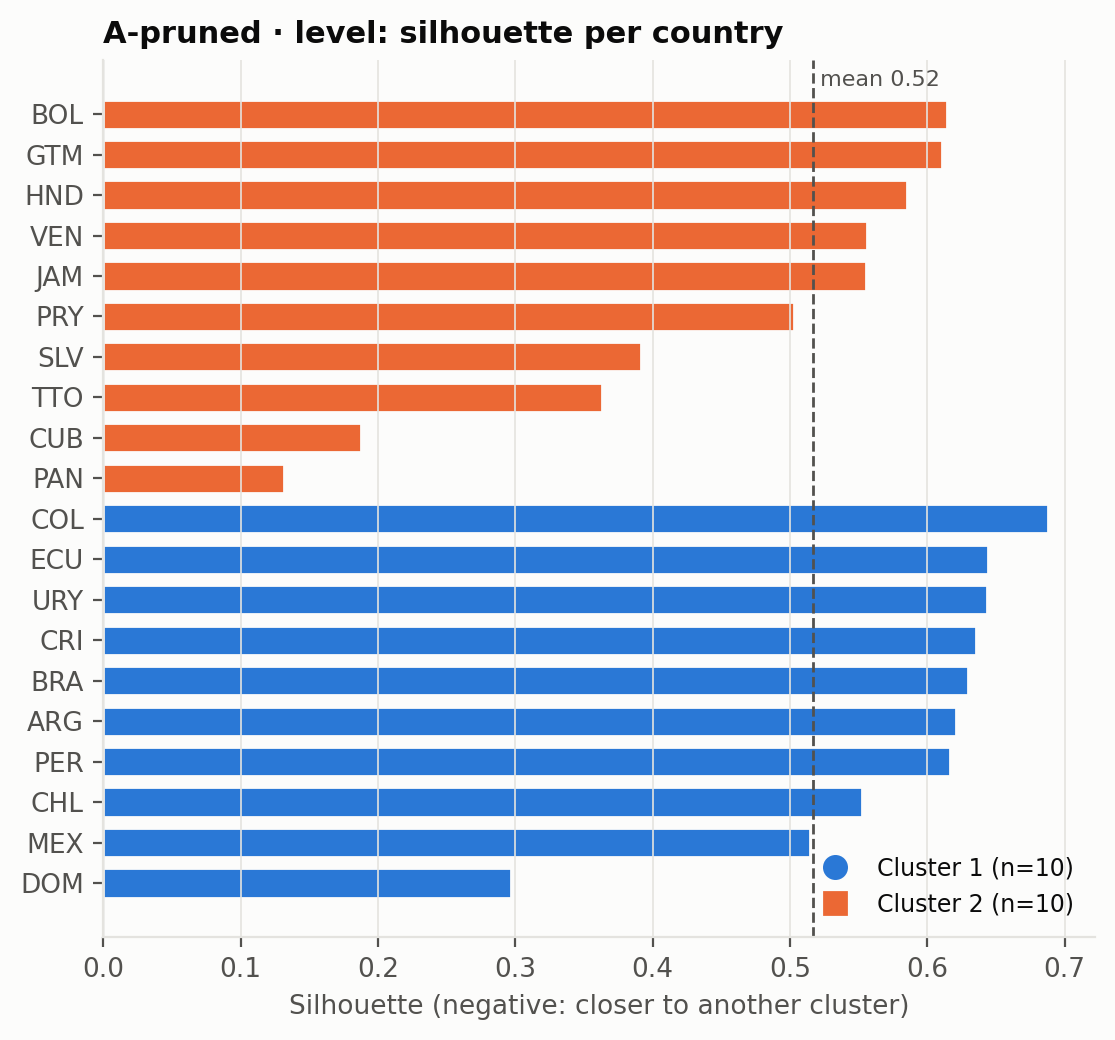 A-pruned · level: silhouette per country
mean 0.52
BOL
GTM
HND
VEN
JAM
PRY
SLV
TTO
CUB
PAN
COL
ECU
URY
CRI
BRA
ARG
PER
CHL
MEX
DOM
Cluster 1 (n=10)
Cluster 2 (n=10)
0.0 0.1 0.2 0.3 0.4 0.5 0.6 0.7
Silhouette (negative: closer to another cluster)